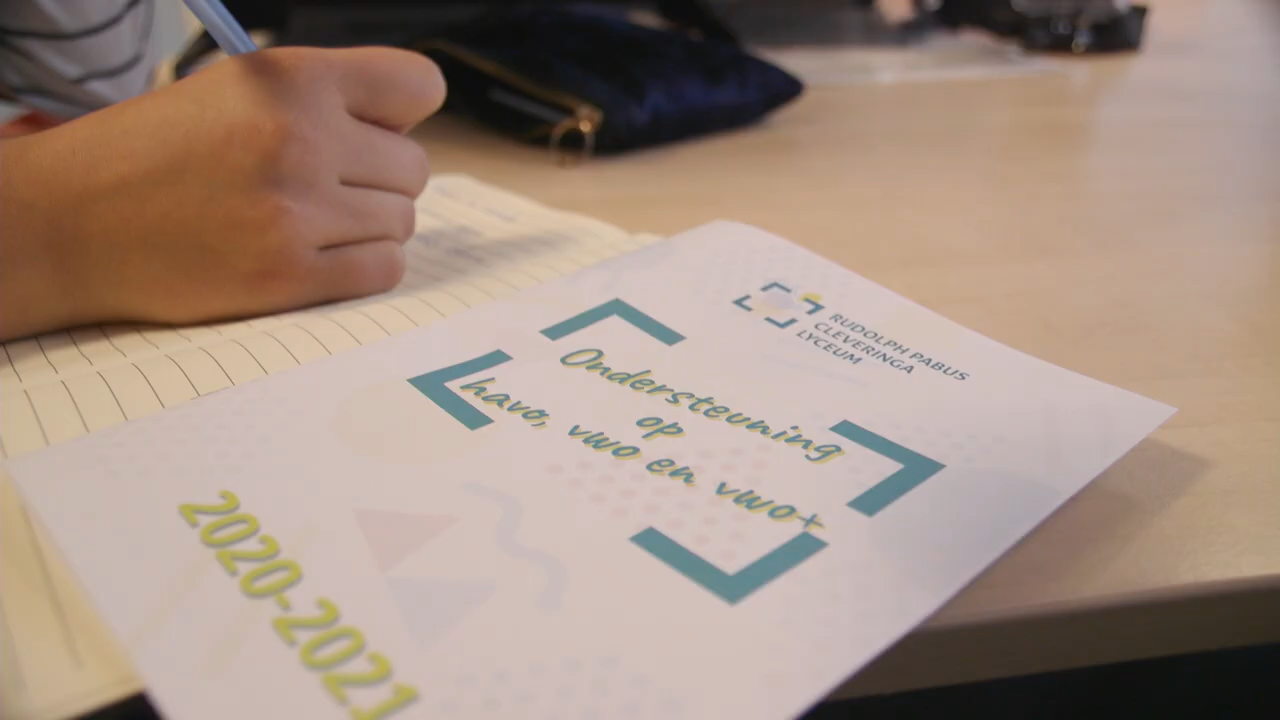 RUDOLPH PABUS
CLEVERINGA
LYCEUM
Ondersteuning
op
havo, vwo en vwo+
2020-2021